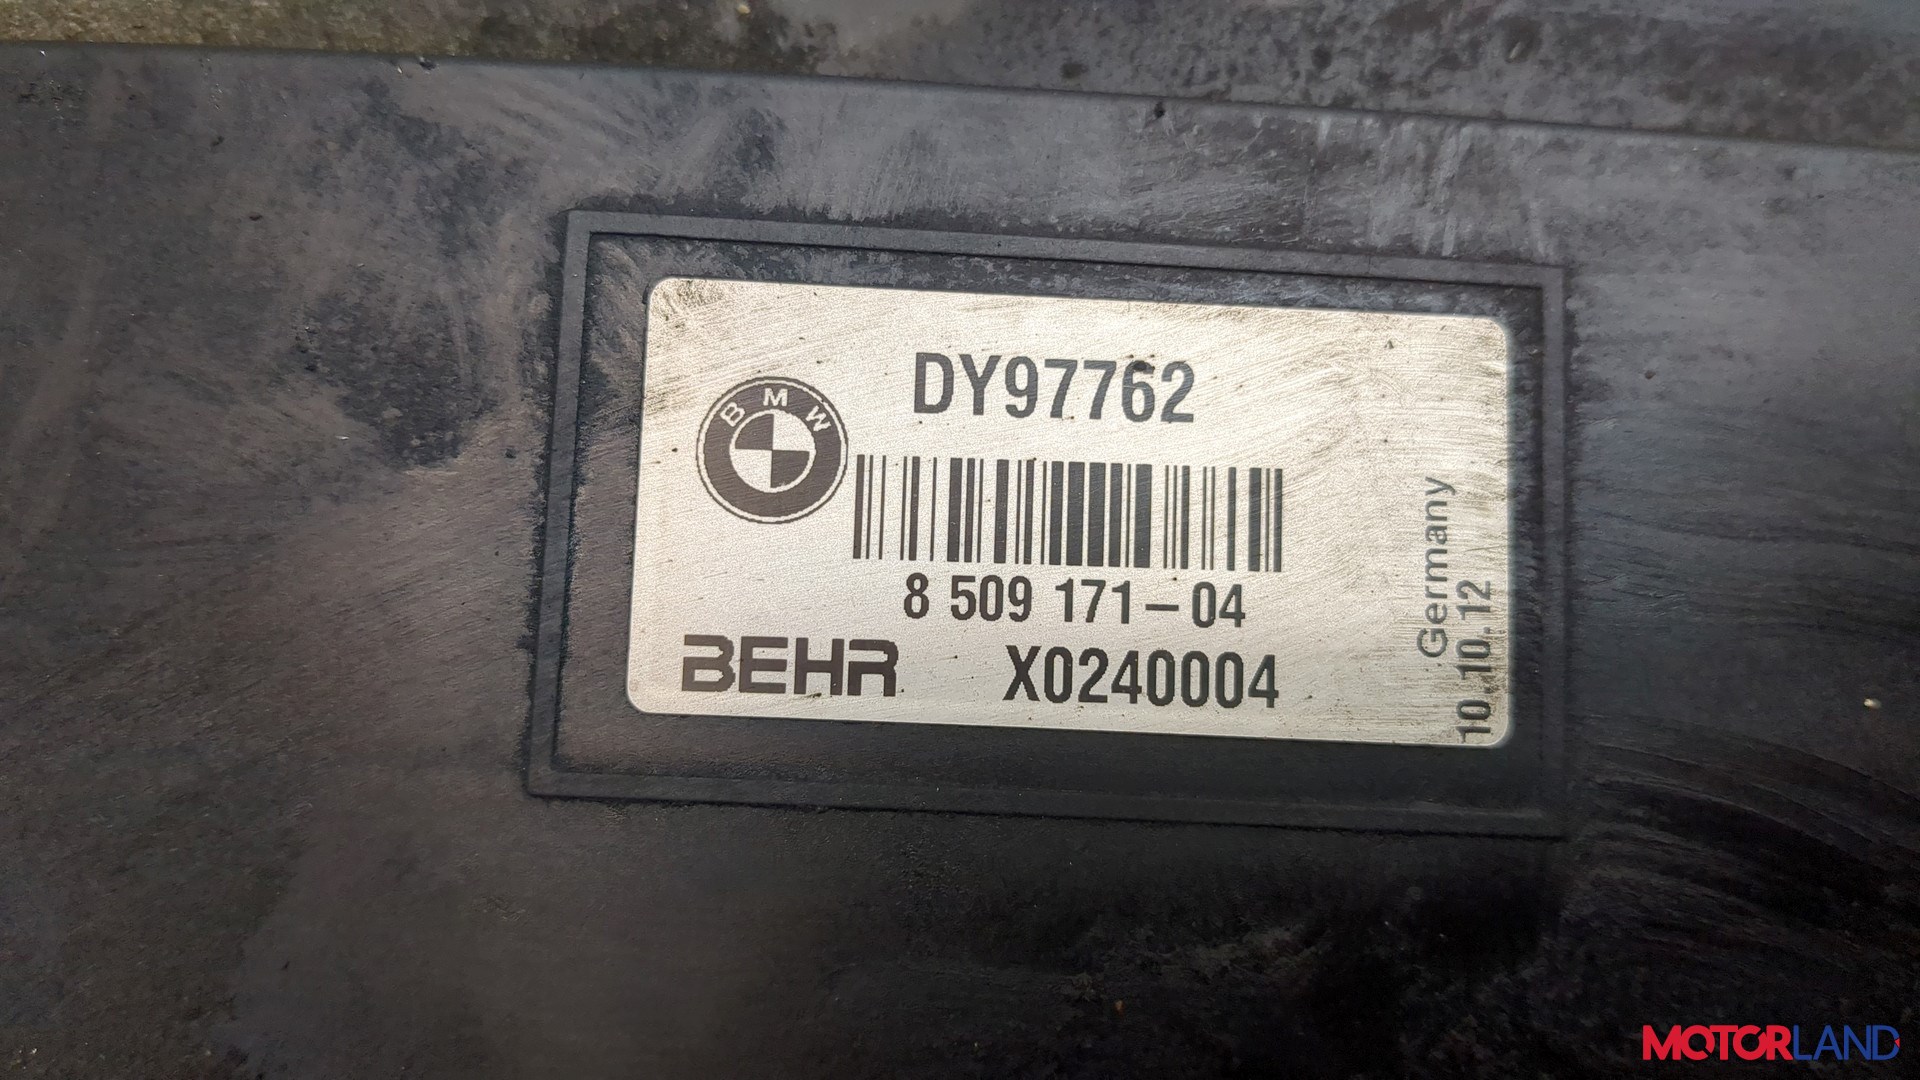 DY97762
BMW
8 509 171-04
BEHR X0240004
Germany
10.10.12
MOTORLAND